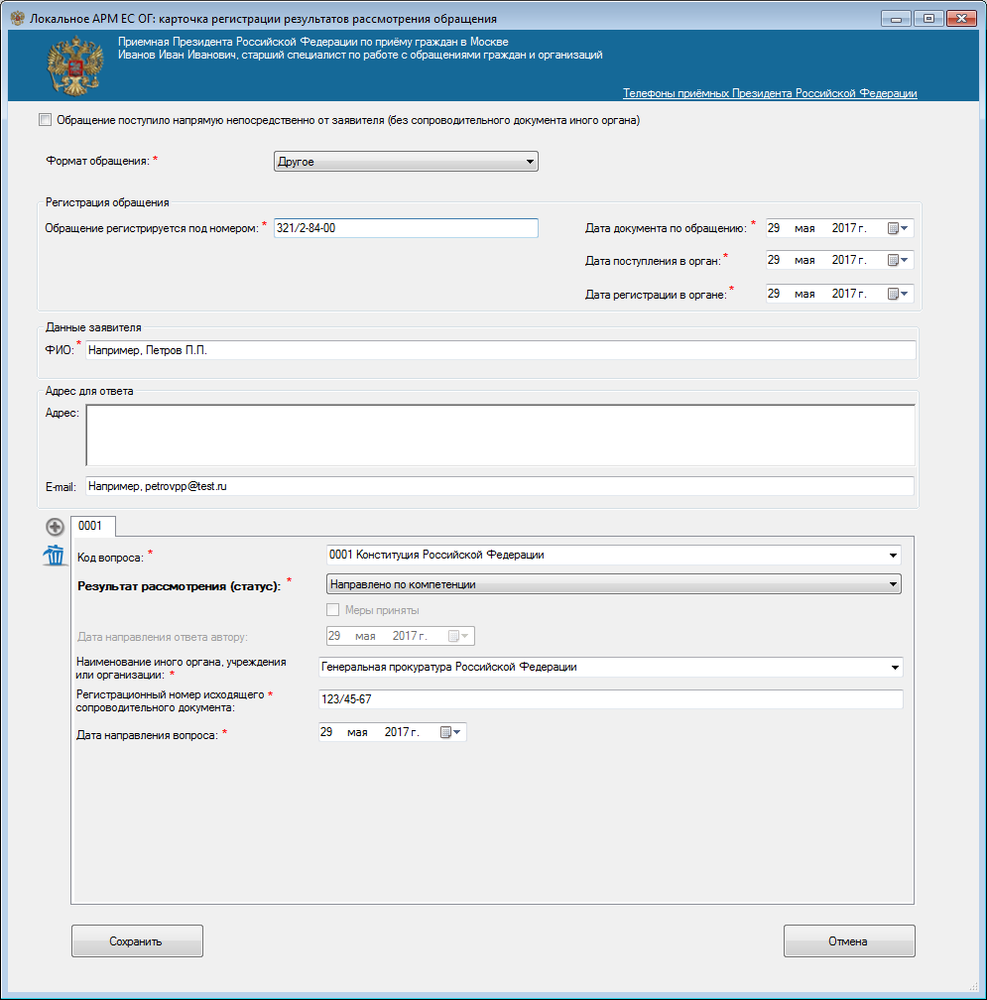 Локальное АРМ ЕС ОГ: карточка регистрации результатов рассмотрения обращения
Приемная Президента Российской Федерации по приёму граждан в Москве
Иванов Иван Иванович, старший специалист по работе с обращениями граждан и организаций
Телефоны приёмных Президента Российской Федерации
Обращение поступило напрямую непосредственно от заявителя (без сопроводительного документа иного органа)
Формат обращения: * Другое
Регистрация обращения
Обращение регистрируется под номером: * 321/2-84-00
Дата документа по обращению: * 29 мая 2017 г.
Дата поступления в орган: * 29 мая 2017 г.
Дата регистрации в органе: * 29 мая 2017 г.
Данные заявителя
ФИО: * Например, Петров П.П.
Адрес для ответа
Адрес:
E-mail: Например, petrovpp@test.ru
0001
Код вопроса: * 0001 Конституция Российской Федерации
Результат рассмотрения (статус): * Направлено по компетенции
Меры приняты
Дата направления ответа автору: 29 мая 2017 г.
Наименование иного органа, учреждения
или организации: * Генеральная прокуратура Российской Федерации
Регистрационный номер исходящего *
сопроводительного документа: 123/45-67
Дата направления вопроса: * 29 мая 2017 г.
Сохранить
Отмена